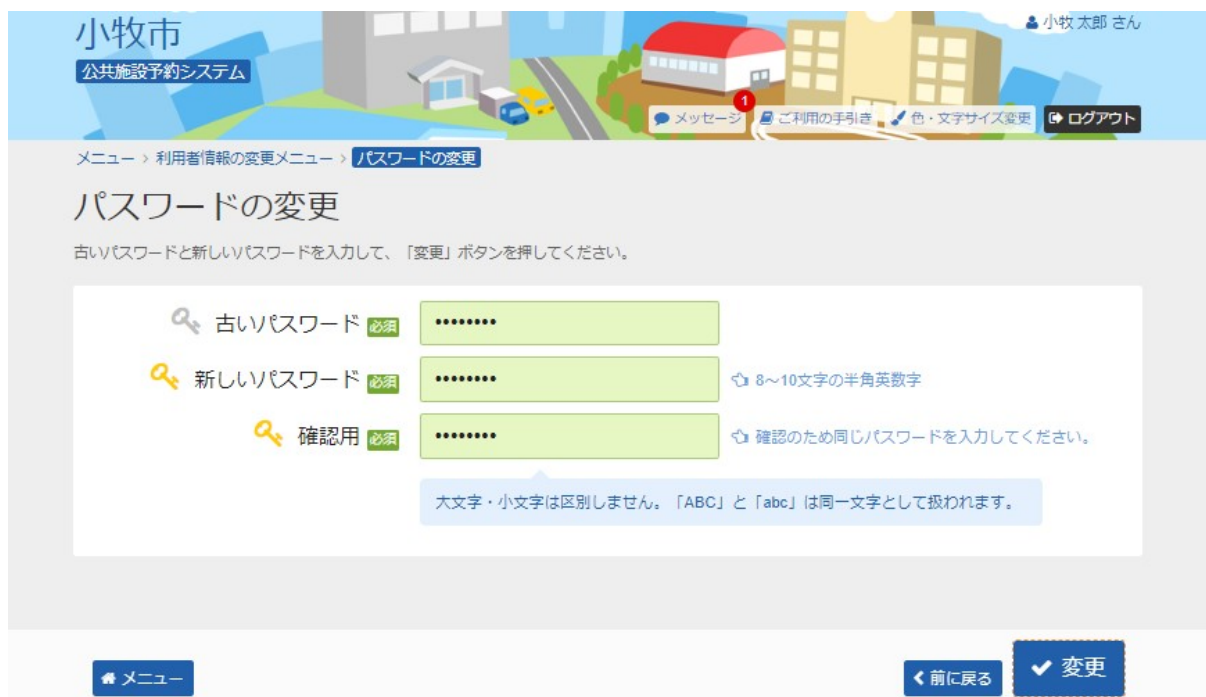 小牧市
公共施設予約システム
小牧 太郎 さん
メッセージ 1 ご利用の手引き 色・文字サイズ変更 ログアウト
メニュー > 利用者情報の変更メニュー > パスワードの変更
パスワードの変更
古いパスワードと新しいパスワードを入力して、「変更」ボタンを押してください。
古いパスワード 必須 ••••••••
新しいパスワード 必須 •••••••• 8~10文字の半角英数字
確認用 必須 •••••••• 確認のため同じパスワードを入力してください。
大文字・小文字は区別しません。「ABC」と「abc」は同一文字として扱われます。
メニュー 前に戻る 変更